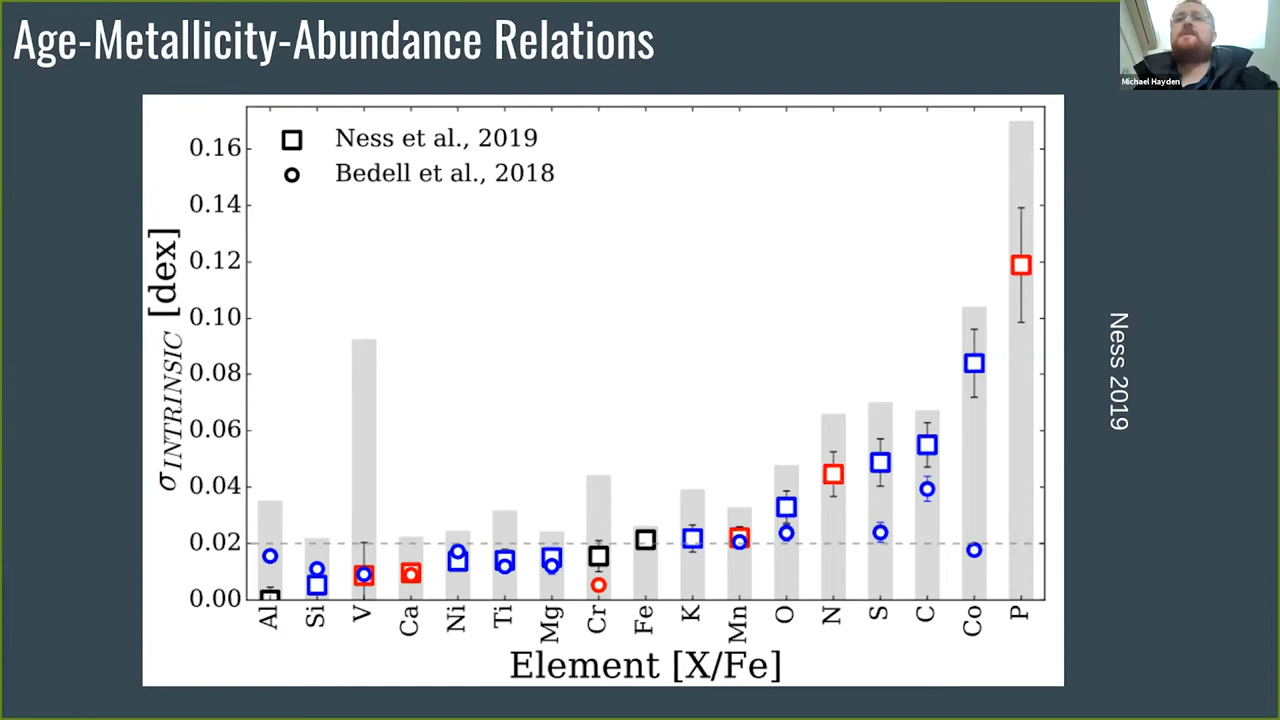 Age-Metallicity-Abundance Relations
Michael Hayden
Ness et al., 2019
Bedell et al., 2018
0.16
0.14
0.12
0.10
0.08
0.06
0.04
0.02
0.00
σINTRINSIC [dex]
Al Si V Ca Ni Ti Mg Cr Fe K Mn O N S C Co P
Element [X/Fe]
Ness 2019